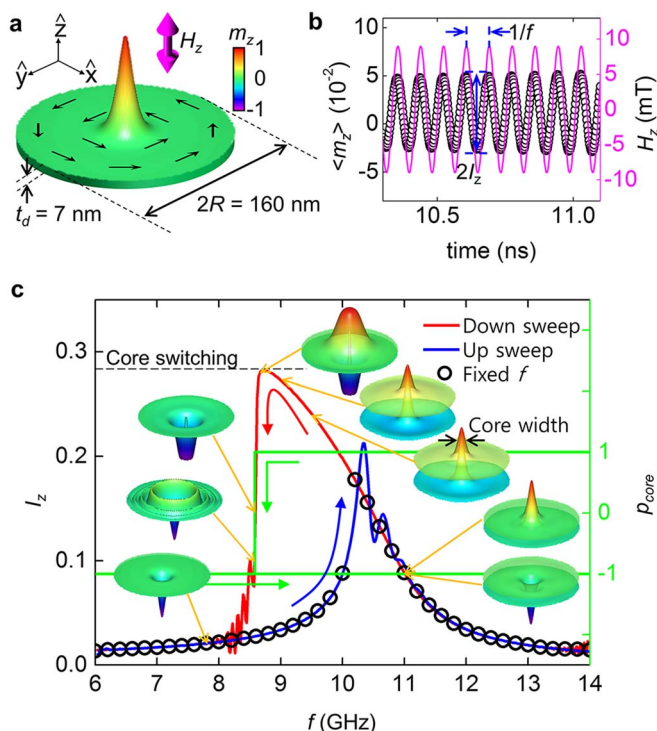 a
ẑ
ŷ
x̂
H_z
m_z
1
0
-1
t_d = 7 nm
2R = 160 nm
b
1/f
<m_z> (10^-2)
10
5
0
-5
2I_z
10
5
0
-5
-10
H_z (mT)
10.5
11.0
time (ns)
c
Core switching
Down sweep
Up sweep
Fixed f
Core width
I_z
0.3
0.2
0.1
0.0
1
0
-1
p_core
6
7
8
9
10
11
12
13
14
f (GHz)